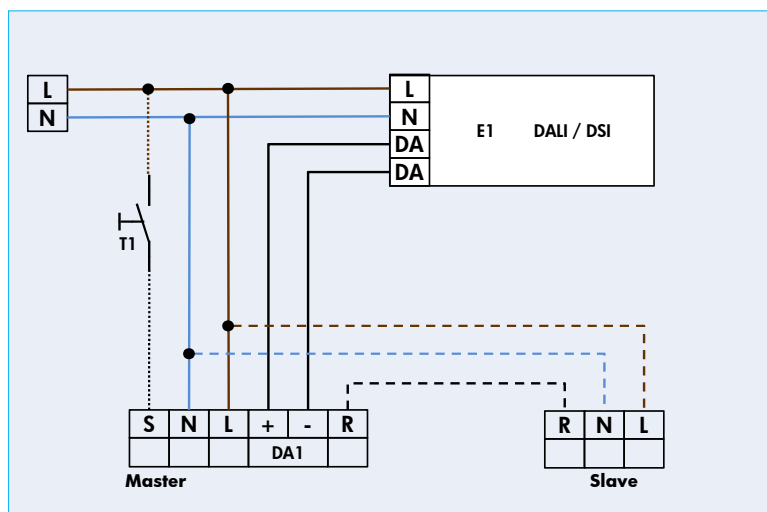 L
N
L
N
DA
DA
E1 DALI / DSI
T1
S N L + - R
DA1
Master
R N L
Slave